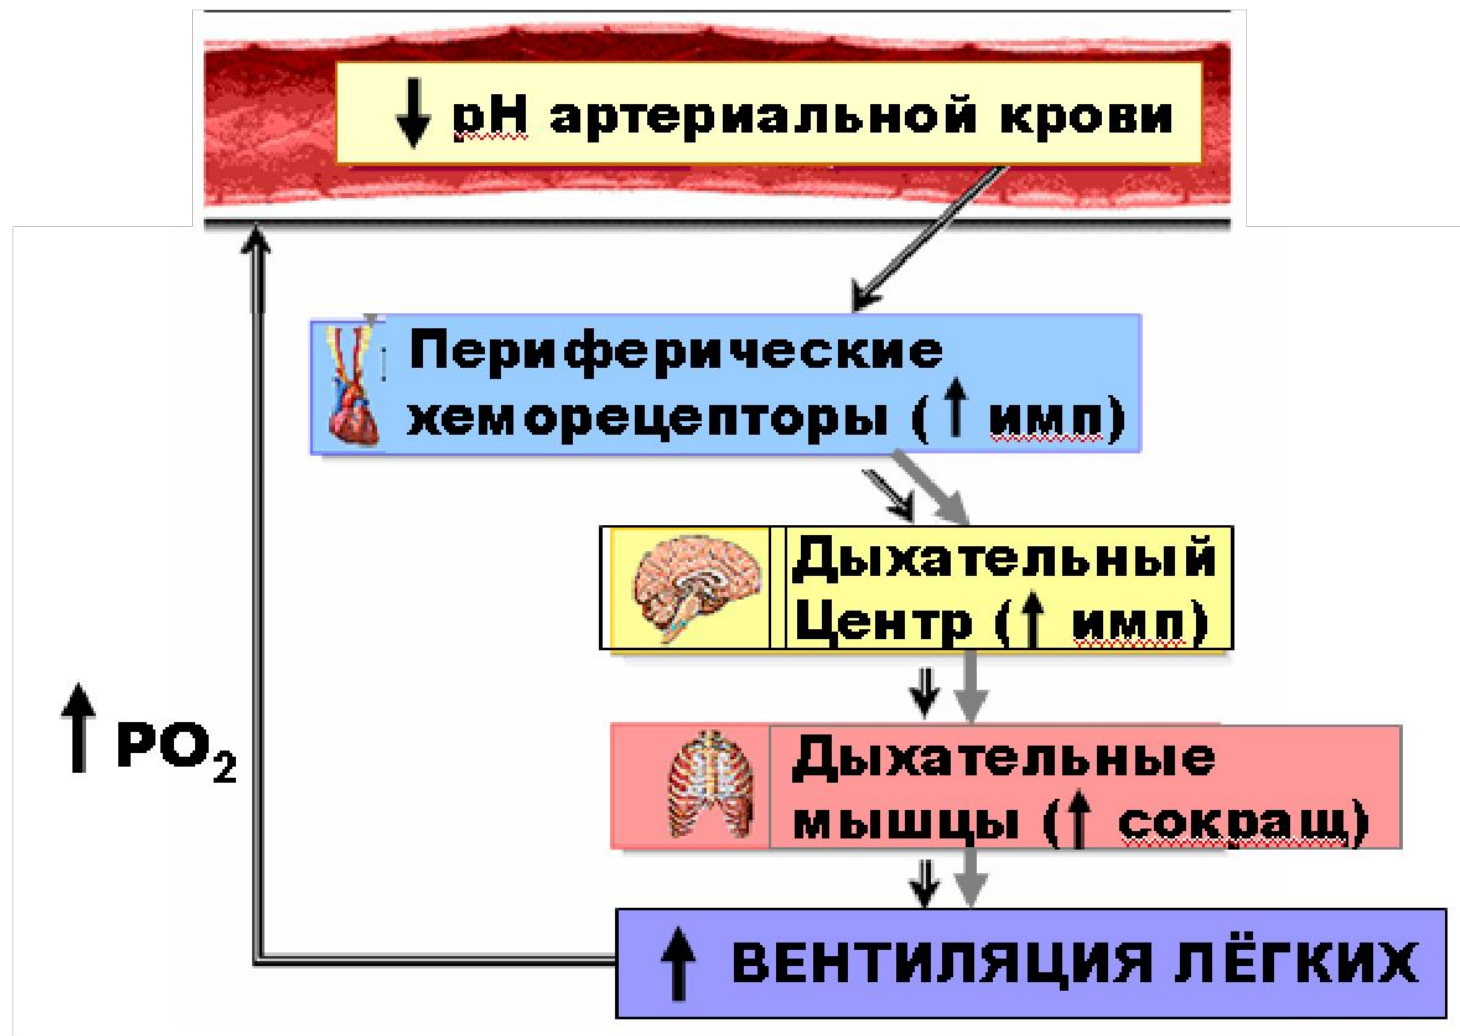 ↓ pH артериальной крови
Периферические
хеморецепторы (↑ имп)
Дыхательный
Центр (↑ имп)
Дыхательные
мышцы (↑ сокращ)
↑ PO₂
↑ ВЕНТИЛЯЦИЯ ЛЁГКИХ